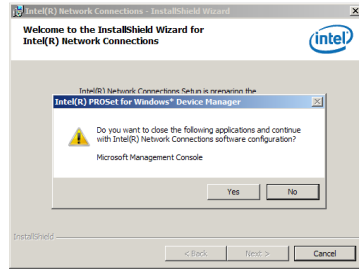 Intel(R) Network Connections - InstallShield Wizard
Welcome to the InstallShield Wizard for
Intel(R) Network Connections
intel
Intel(R) Network Connections Setup is preparing the
Intel(R) PROSet for Windows* Device Manager
Do you want to close the following applications and continue
with Intel(R) Network Connections software configuration?
Microsoft Management Console
Yes No
InstallShield
< Back Next > Cancel